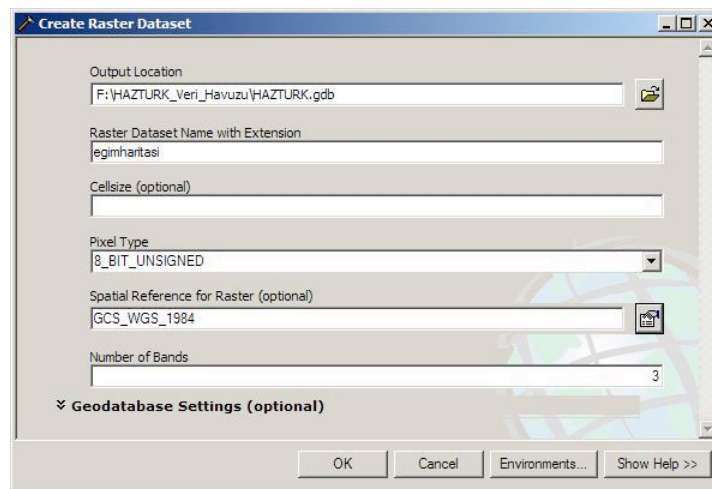 Create Raster Dataset
Output Location
F:\HAZTURK_Veri_Havuzu\HAZTURK.gdb
Raster Dataset Name with Extension
egimharitasi
Cellsize (optional)
Pixel Type
8_BIT_UNSIGNED
Spatial Reference for Raster (optional)
GCS_WGS_1984
Number of Bands
3
Geodatabase Settings (optional)
OK Cancel Environments... Show Help >>